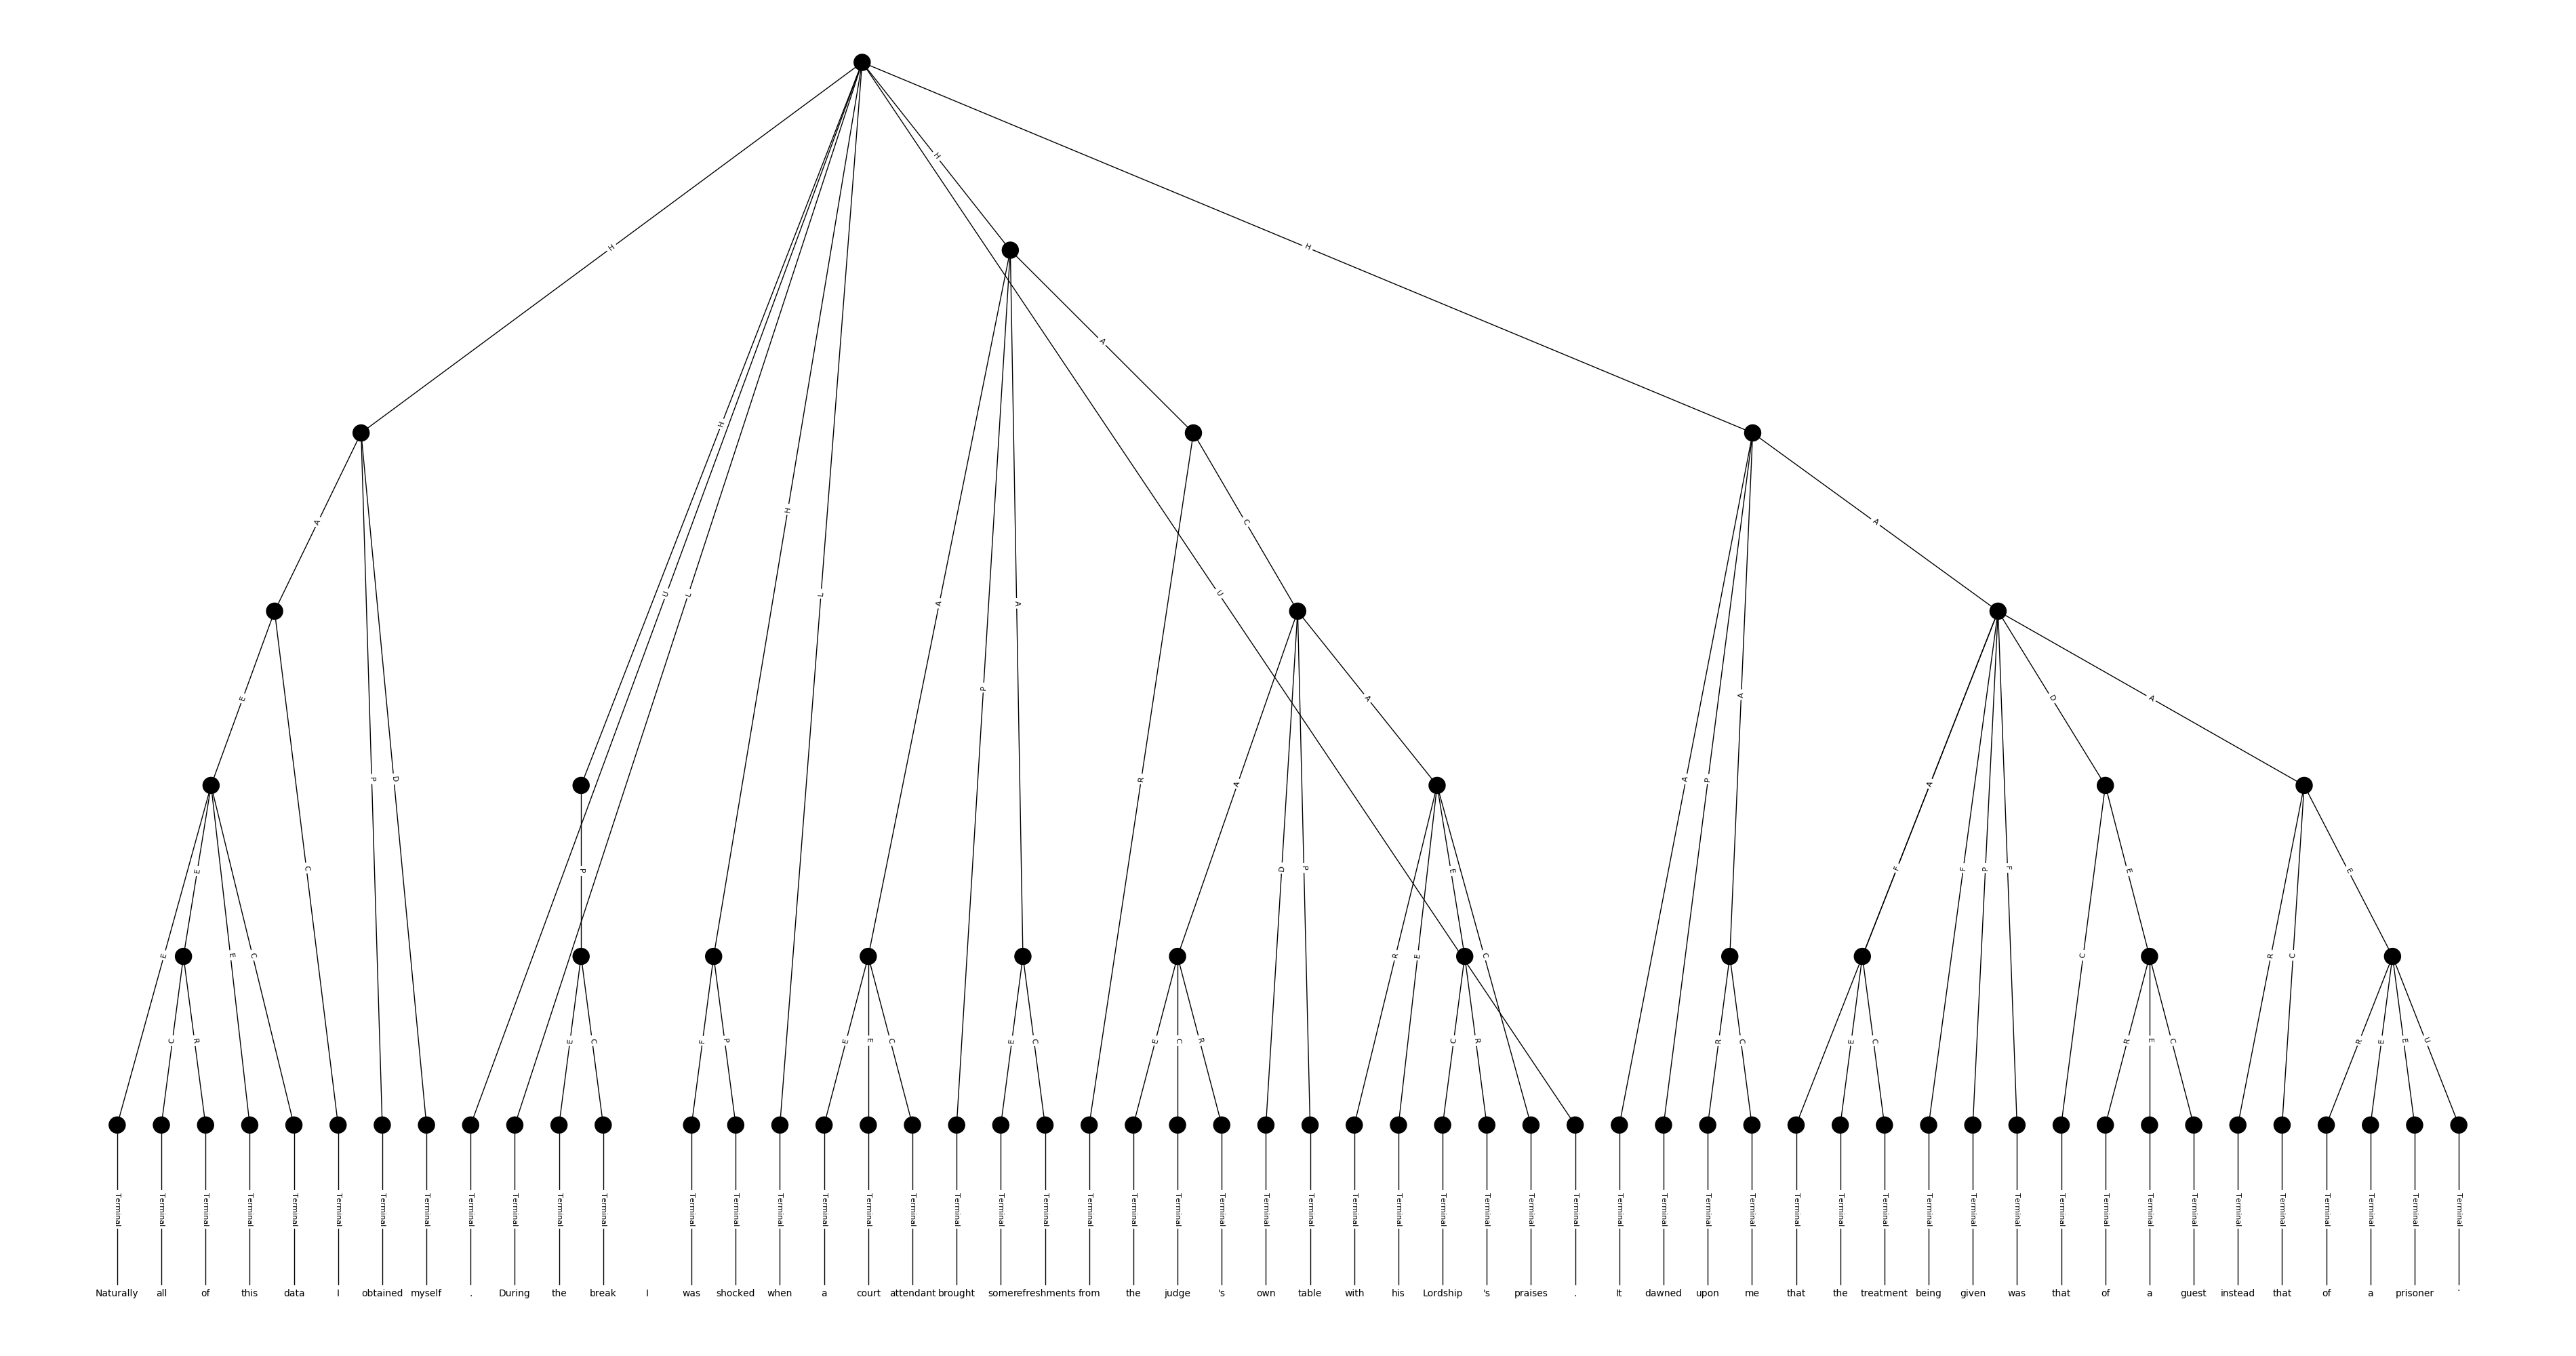 H
H
H
A
H
H
A
C
A
U
L
L
A
A
U
E
P
A
D
A
A
A
P
D
R
A
A
P
A
E
C
P
D
P
E
F
F
P
F
E
E
E
C
R
E
C
R
C
C
R
C
C
R
E
C
F
P
E
E
C
E
C
E
C
R
C
R
R
C
E
C
R
E
C
R
E
E
U
Terminal Terminal Terminal Terminal Terminal Terminal Terminal Terminal Terminal Terminal Terminal Terminal Terminal Terminal Terminal Terminal Terminal Terminal Terminal Terminal Terminal Terminal Terminal Terminal Terminal Terminal Terminal Terminal Terminal Terminal Terminal Terminal Terminal Terminal Terminal Terminal Terminal Terminal Terminal Terminal Terminal Terminal Terminal Terminal Terminal Terminal Terminal Terminal Terminal Terminal Terminal Terminal Terminal
Naturally all of this data I obtained myself . During the break I was shocked when a court attendant brought some refreshments from the judge 's own table with his Lordship 's praises . It dawned upon me that the treatment being given was that of a guest instead that of a prisoner .